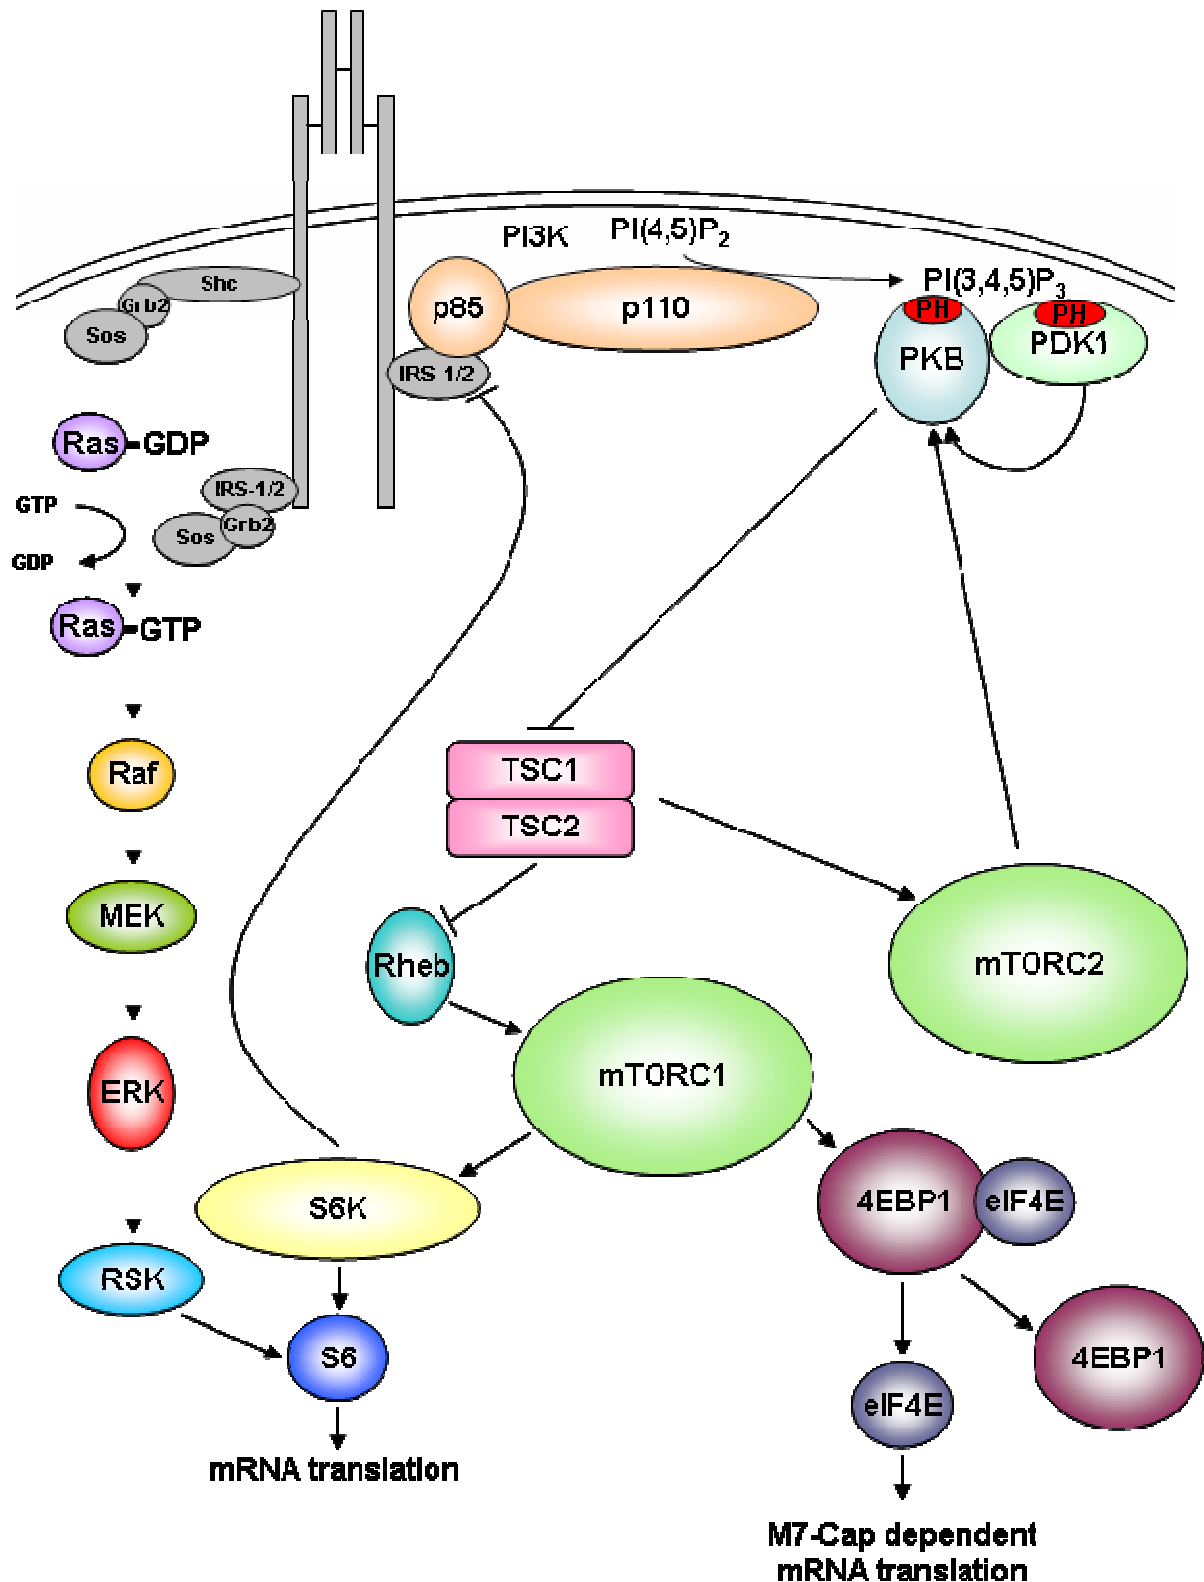 PI3K
PI(4,5)P2
Shc
Grb2
Sos
p85
p110
PI(3,4,5)P3
PH
PH
PKB
PDK1
IRS 1/2
Ras-GDP
IRS-1/2
GTP
Sos
Grb2
GDP
Ras-GTP
Raf
TSC1
TSC2
MEK
Rheb
mTORC2
mTORC1
ERK
S6K
4EBP1
eIF4E
RSK
S6
4EBP1
eIF4E
mRNA translation
M7-Cap dependent
mRNA translation